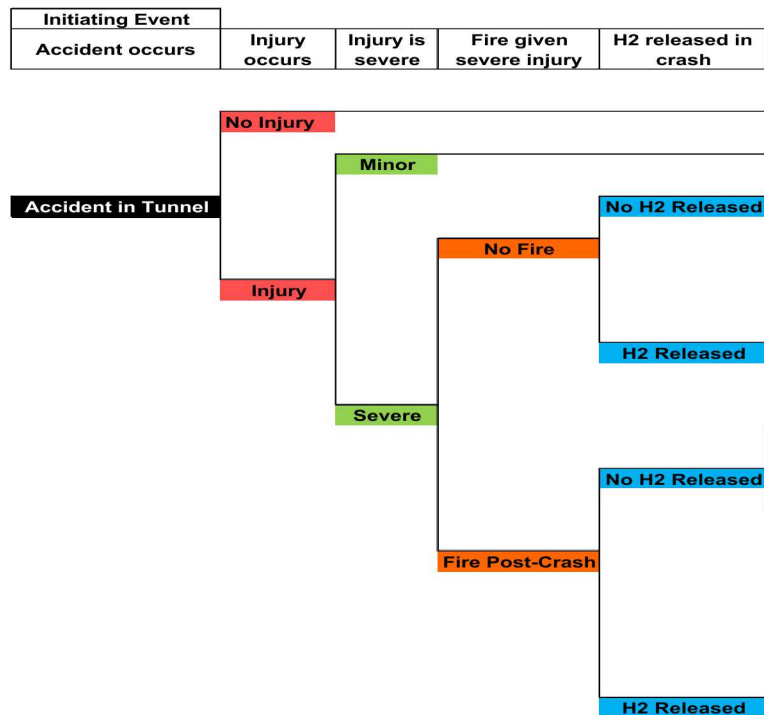 Initiating Event
Accident occurs
Injury
occurs
Injury is
severe
Fire given
severe injury
H2 released in
crash
No Injury
Minor
Accident in Tunnel
No H2 Released
No Fire
Injury
H2 Released
Severe
No H2 Released
Fire Post-Crash
H2 Released